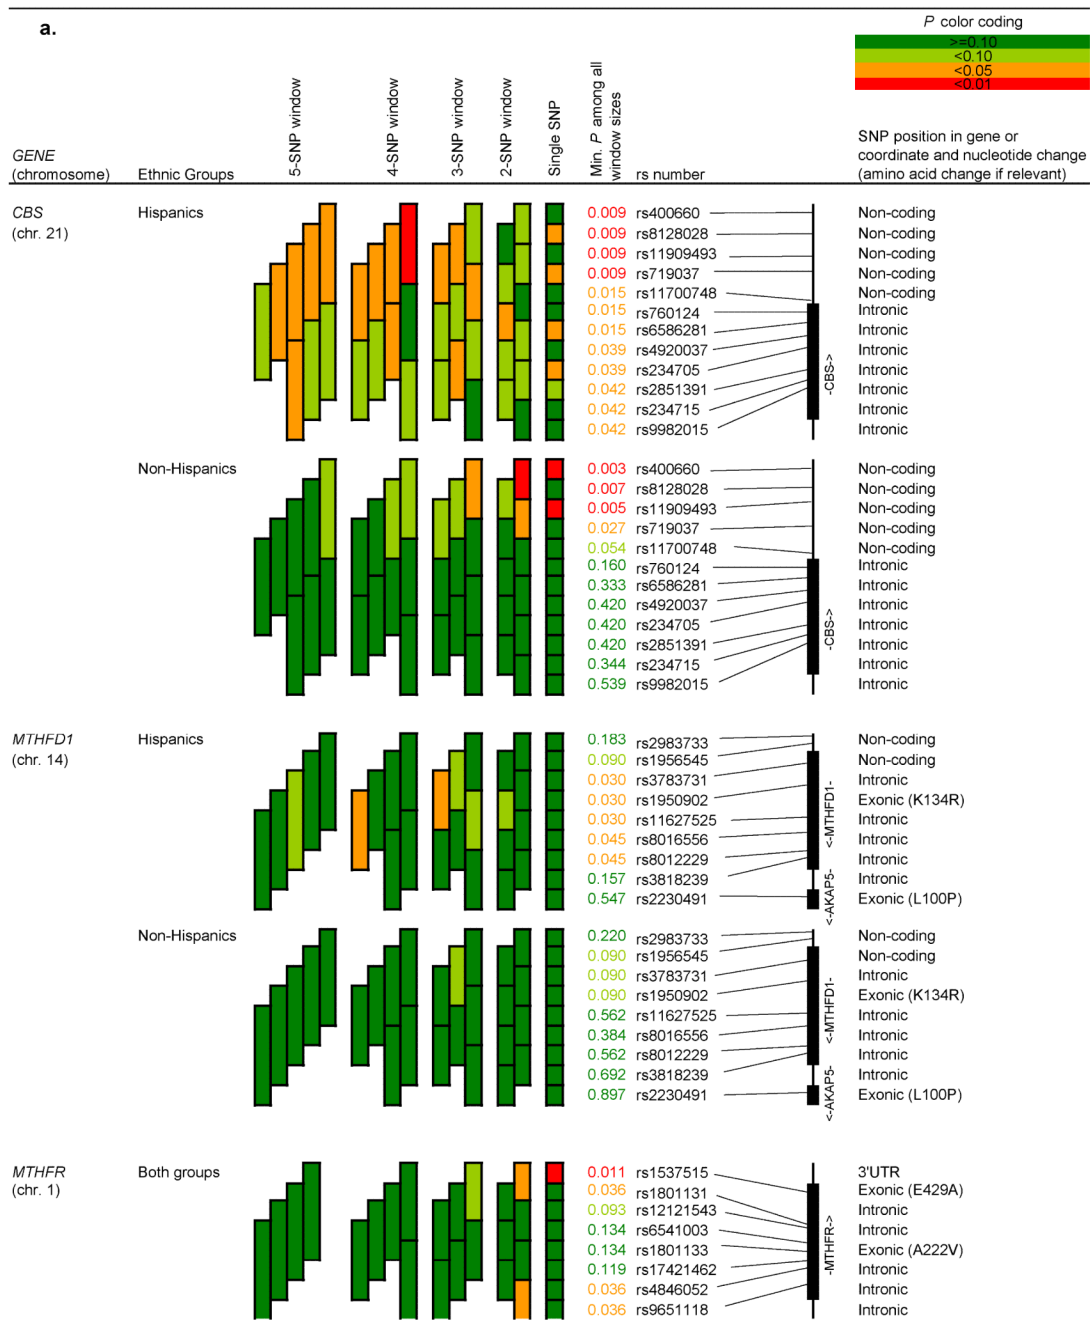 a.
P color coding
>=0.10
<0.10
<0.05
<0.01
GENE
(chromosome)
Ethnic Groups
5-SNP window
4-SNP window
3-SNP window
2-SNP window
Single SNP
Min. P among all
window sizes
rs number
SNP position in gene or
coordinate and nucleotide change
(amino acid change if relevant)
CBS
(chr. 21)
Hispanics
0.009 rs400660 Non-coding
0.009 rs8128028 Non-coding
0.009 rs11909493 Non-coding
0.009 rs719037 Non-coding
0.015 rs11700748 Non-coding
0.015 rs760124 Intronic
0.015 rs6586281 Intronic
0.039 rs4920037 Intronic
0.039 rs234705 Intronic
0.042 rs2851391 Intronic
0.042 rs234715 Intronic
0.042 rs9982015 Intronic
-CBS->
Non-Hispanics
0.003 rs400660 Non-coding
0.007 rs8128028 Non-coding
0.005 rs11909493 Non-coding
0.027 rs719037 Non-coding
0.054 rs11700748 Non-coding
0.160 rs760124 Intronic
0.333 rs6586281 Intronic
0.420 rs4920037 Intronic
0.420 rs234705 Intronic
0.420 rs2851391 Intronic
0.344 rs234715 Intronic
0.539 rs9982015 Intronic
-CBS->
MTHFD1
(chr. 14)
Hispanics
0.183 rs2983733 Non-coding
0.090 rs1956545 Non-coding
0.030 rs3783731 Intronic
0.030 rs1950902 Exonic (K134R)
0.030 rs11627525 Intronic
0.045 rs8016556 Intronic
0.045 rs8012229 Intronic
0.157 rs3818239 Intronic
0.547 rs2230491 Exonic (L100P)
<-MTHFD1-
<-AKAP5-
Non-Hispanics
0.220 rs2983733 Non-coding
0.090 rs1956545 Non-coding
0.090 rs3783731 Intronic
0.090 rs1950902 Exonic (K134R)
0.562 rs11627525 Intronic
0.384 rs8016556 Intronic
0.562 rs8012229 Intronic
0.692 rs3818239 Intronic
0.897 rs2230491 Exonic (L100P)
<-MTHFD1-
<-AKAP5-
MTHFR
(chr. 1)
Both groups
0.011 rs1537515 3'UTR
0.036 rs1801131 Exonic (E429A)
0.093 rs12121543 Intronic
0.134 rs6541003 Intronic
0.134 rs1801133 Exonic (A222V)
0.119 rs17421462 Intronic
0.036 rs4846052 Intronic
0.036 rs9651118 Intronic
-MTHFR->